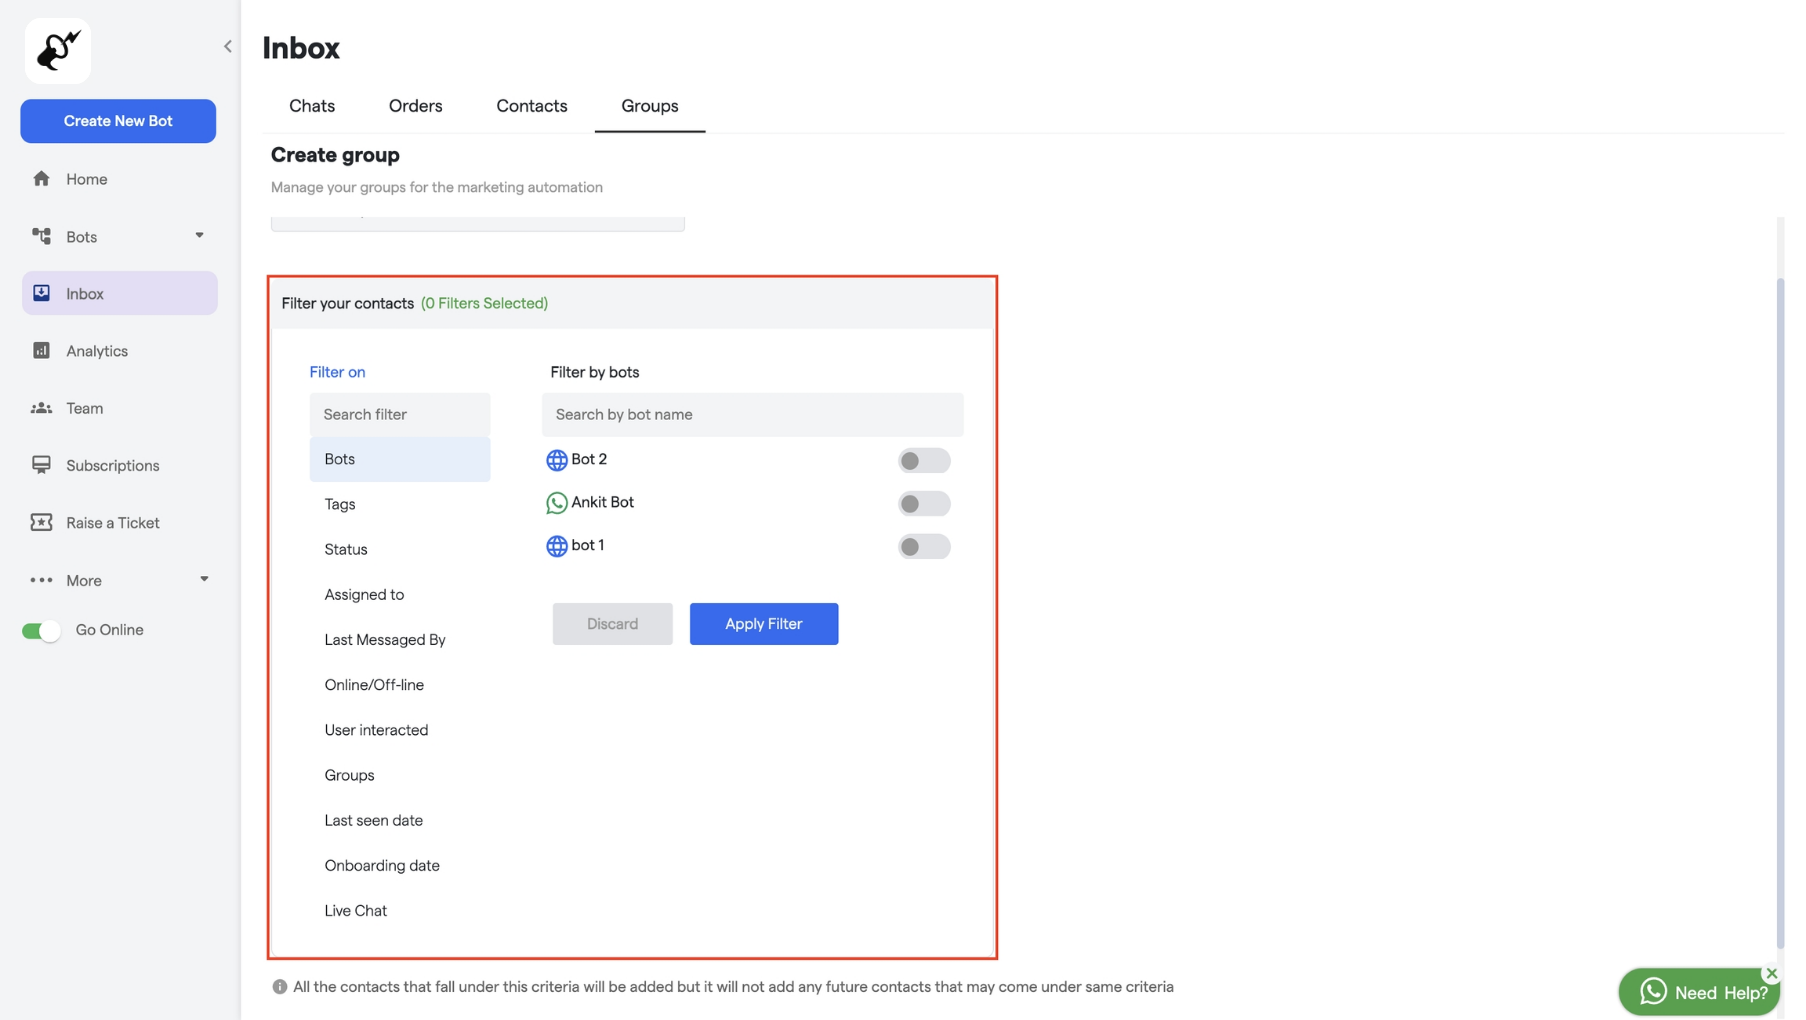 Inbox
Create New Bot
Chats
Orders
Contacts
Groups
Create group
Manage your groups for the marketing automation
Home
Bots
Inbox
Analytics
Team
Subscriptions
Raise a Ticket
More
Go Online
Filter your contacts (0 Filters Selected)
Filter on
Search filter
Bots
Tags
Status
Assigned to
Last Messaged By
Online/Off-line
User interacted
Groups
Last seen date
Onboarding date
Live Chat
Filter by bots
Search by bot name
Bot 2
Ankit Bot
bot 1
Discard
Apply Filter
All the contacts that fall under this criteria will be added but it will not add any future contacts that may come under same criteria
Need Help?